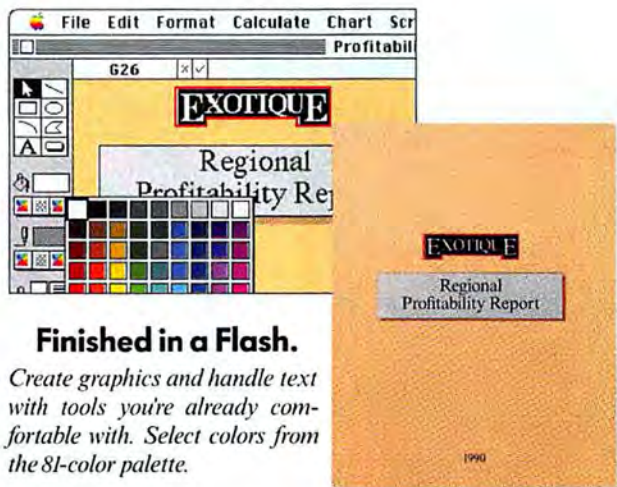 File Edit Format Calculate Chart Scr
Profitabili
G26
EXOTIQUE
Regional
Profitability Rep
A
EXOTIQUE
Regional
Profitability Report
1990
Finished in a Flash.
Create graphics and handle text
with tools you're already com-
fortable with. Select colors from
the 81-color palette.